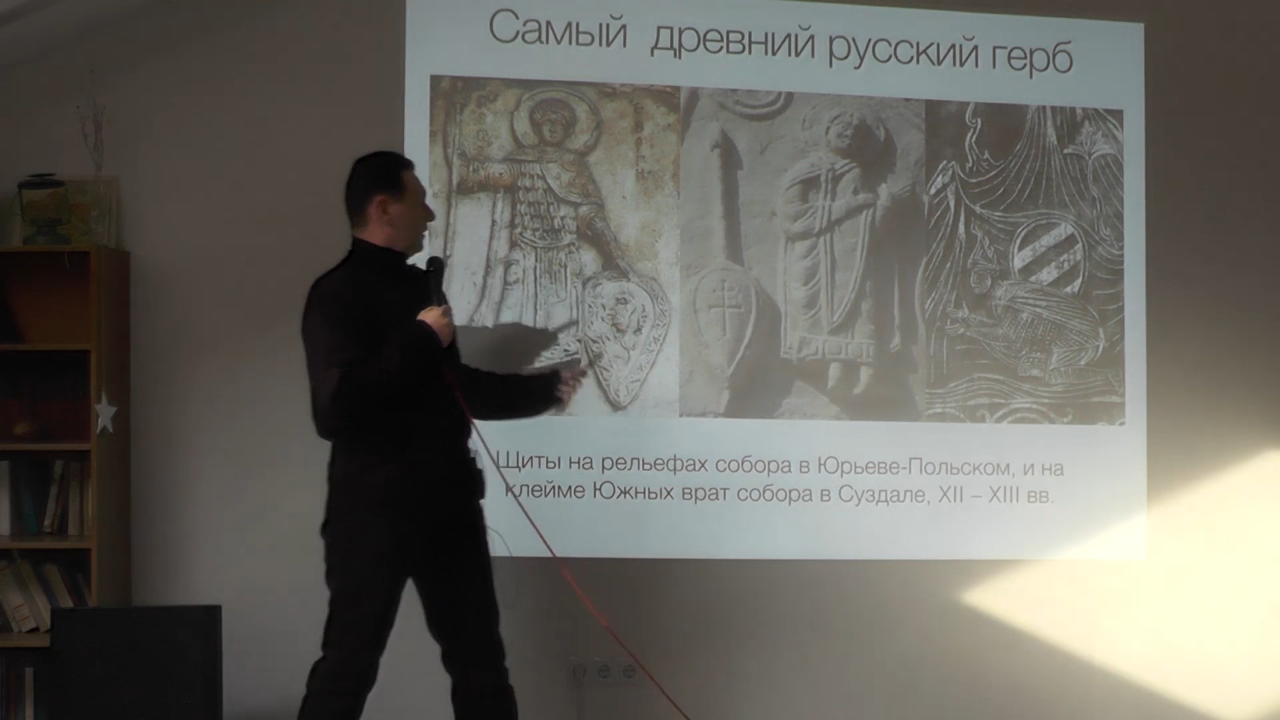 Самый древний русский герб
Щиты на рельефах собора в Юрьеве-Польском, и на
клейме Южных врат собора в Суздале, XII – XIII вв.